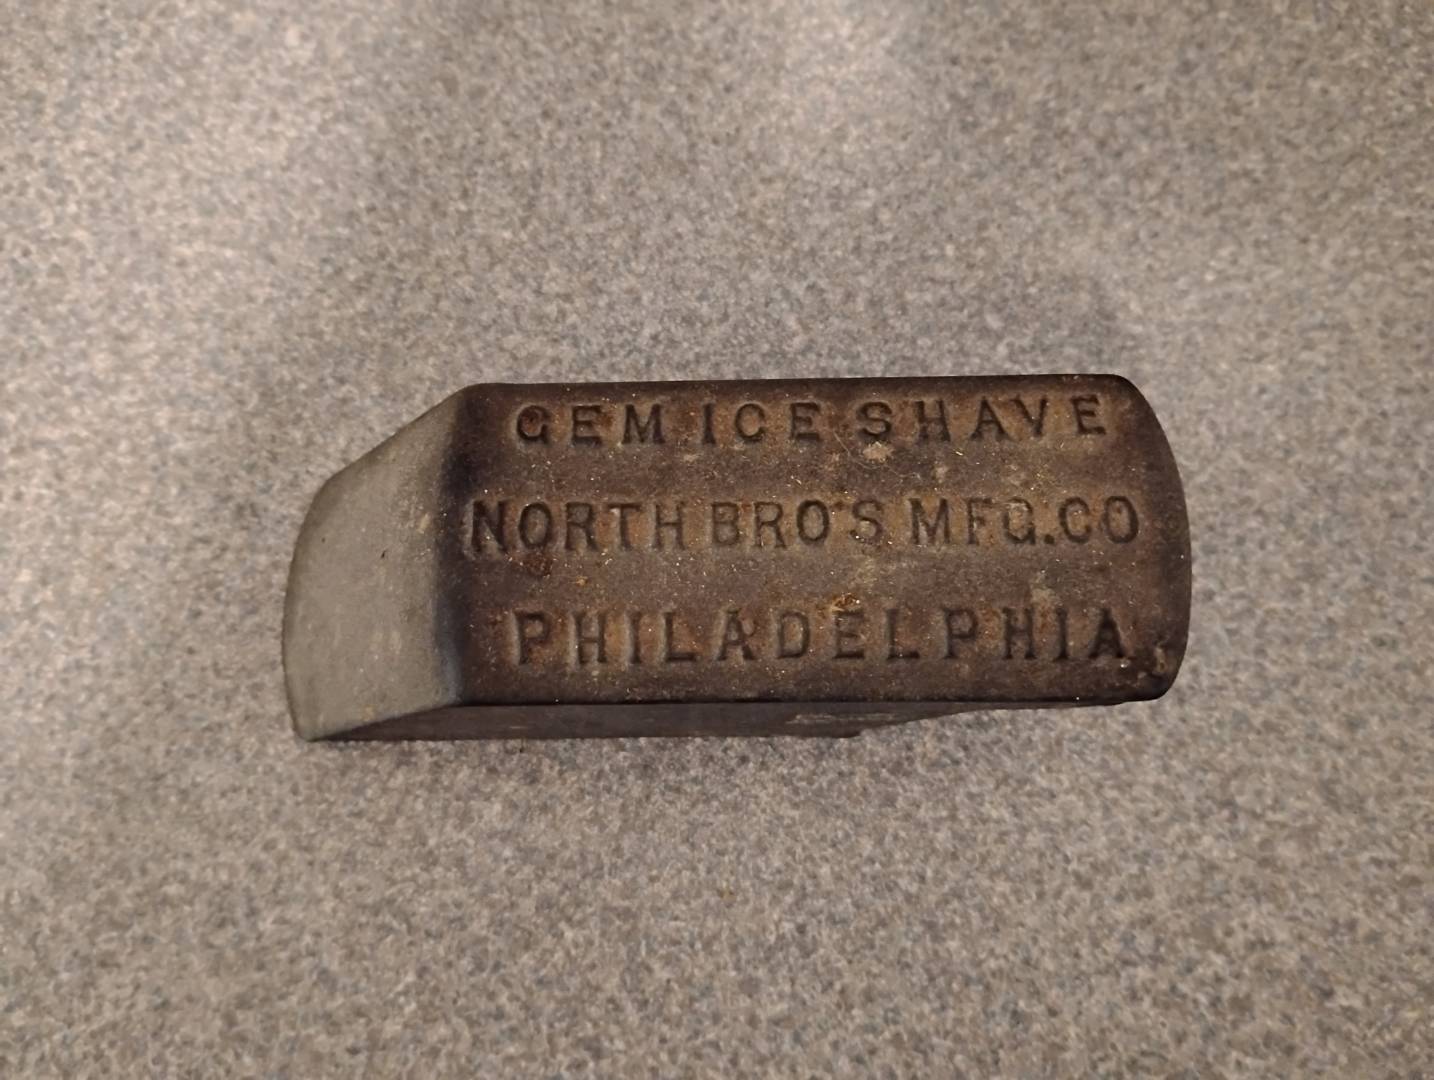 GEM ICE SHAVE
NORTH BRO'S MFG.CO
PHILADELPHIA